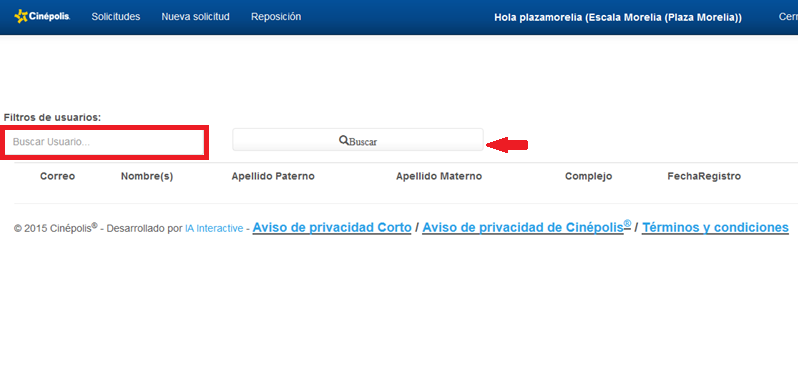 Cinépolis. Solicitudes Nueva solicitud Reposición Hola plazamorelia (Escala Morelia (Plaza Morelia)) Cerr
Filtros de usuarios:
Buscar Usuario... Buscar
Correo Nombre(s) Apellido Paterno Apellido Materno Complejo FechaRegistro
© 2015 Cinépolis® - Desarrollado por IA Interactive - Aviso de privacidad Corto / Aviso de privacidad de Cinépolis® / Términos y condiciones